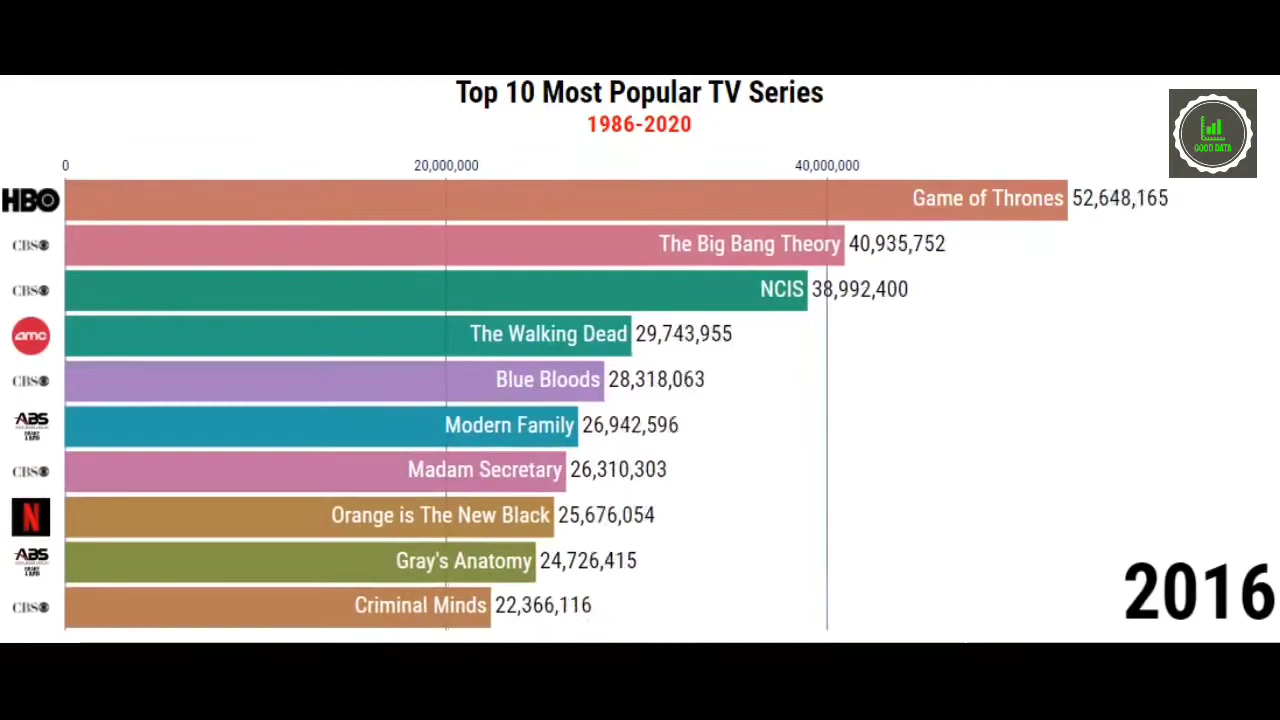 Top 10 Most Popular TV Series
1986-2020
GOOD DATA
0 20,000,000 40,000,000
HBO Game of Thrones 52,648,165
CBS The Big Bang Theory 40,935,752
CBS NCIS 38,992,400
amc The Walking Dead 29,743,955
CBS Blue Bloods 28,318,063
ABS Modern Family 26,942,596
CBS Madam Secretary 26,310,303
N Orange is The New Black 25,676,054
ABS Gray's Anatomy 24,726,415
CBS Criminal Minds 22,366,116
2016